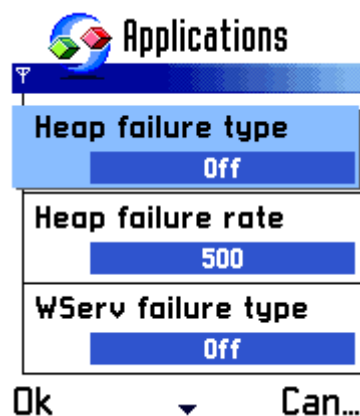 Applications
Heap failure type
Off
Heap failure rate
500
WServ failure type
Off
Ok Can...